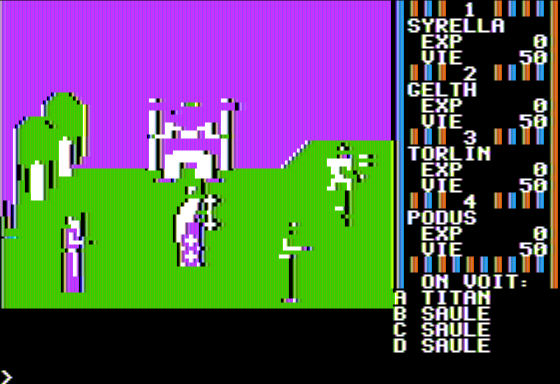 1
SYRELLA
EXP 0
VIE 50
2
GELTH
EXP 0
VIE 50
3
TORLIN
EXP 0
VIE 50
4
PODUS
EXP 0
VIE 50
ON VOIT:
A TITAN
B SAULE
C SAULE
D SAULE
>